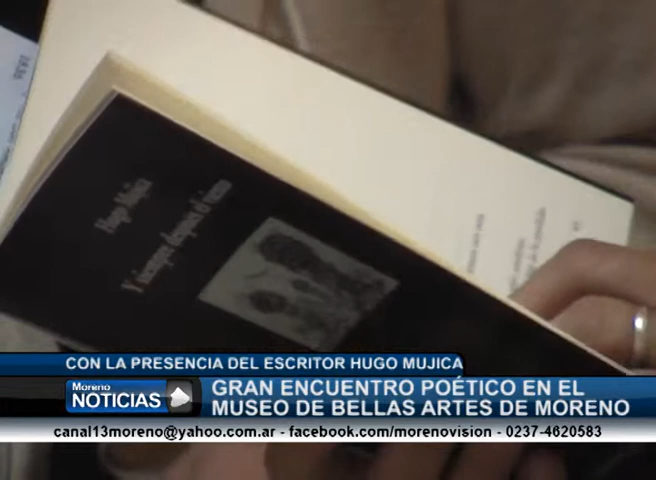 Hugo Mujica
Y siempre después el viento
CON LA PRESENCIA DEL ESCRITOR HUGO MUJICA
Moreno
NOTICIAS
GRAN ENCUENTRO POÉTICO EN EL
MUSEO DE BELLAS ARTES DE MORENO
canal13moreno@yahoo.com.ar - facebook.com/morenovision - 0237-4620583